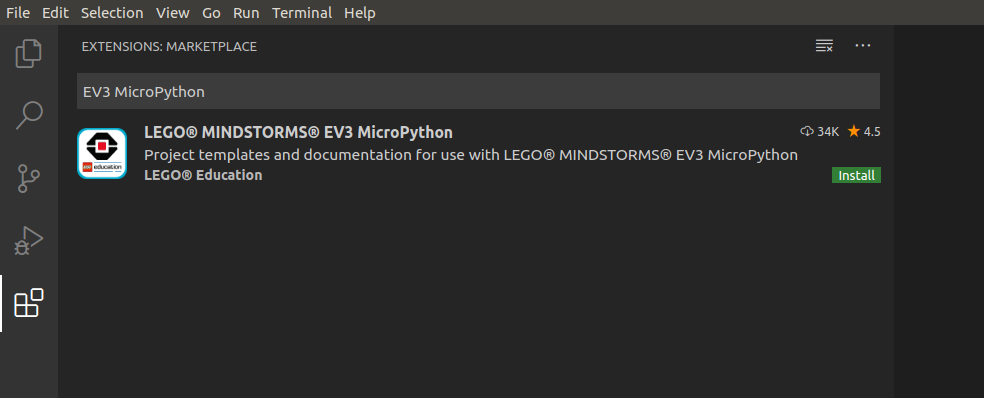 File Edit Selection View Go Run Terminal Help
EXTENSIONS: MARKETPLACE
EV3 MicroPython
LEGO® MINDSTORMS® EV3 MicroPython 34K 4.5
Project templates and documentation for use with LEGO® MINDSTORMS® EV3 MicroPython
LEGO® Education Install
education